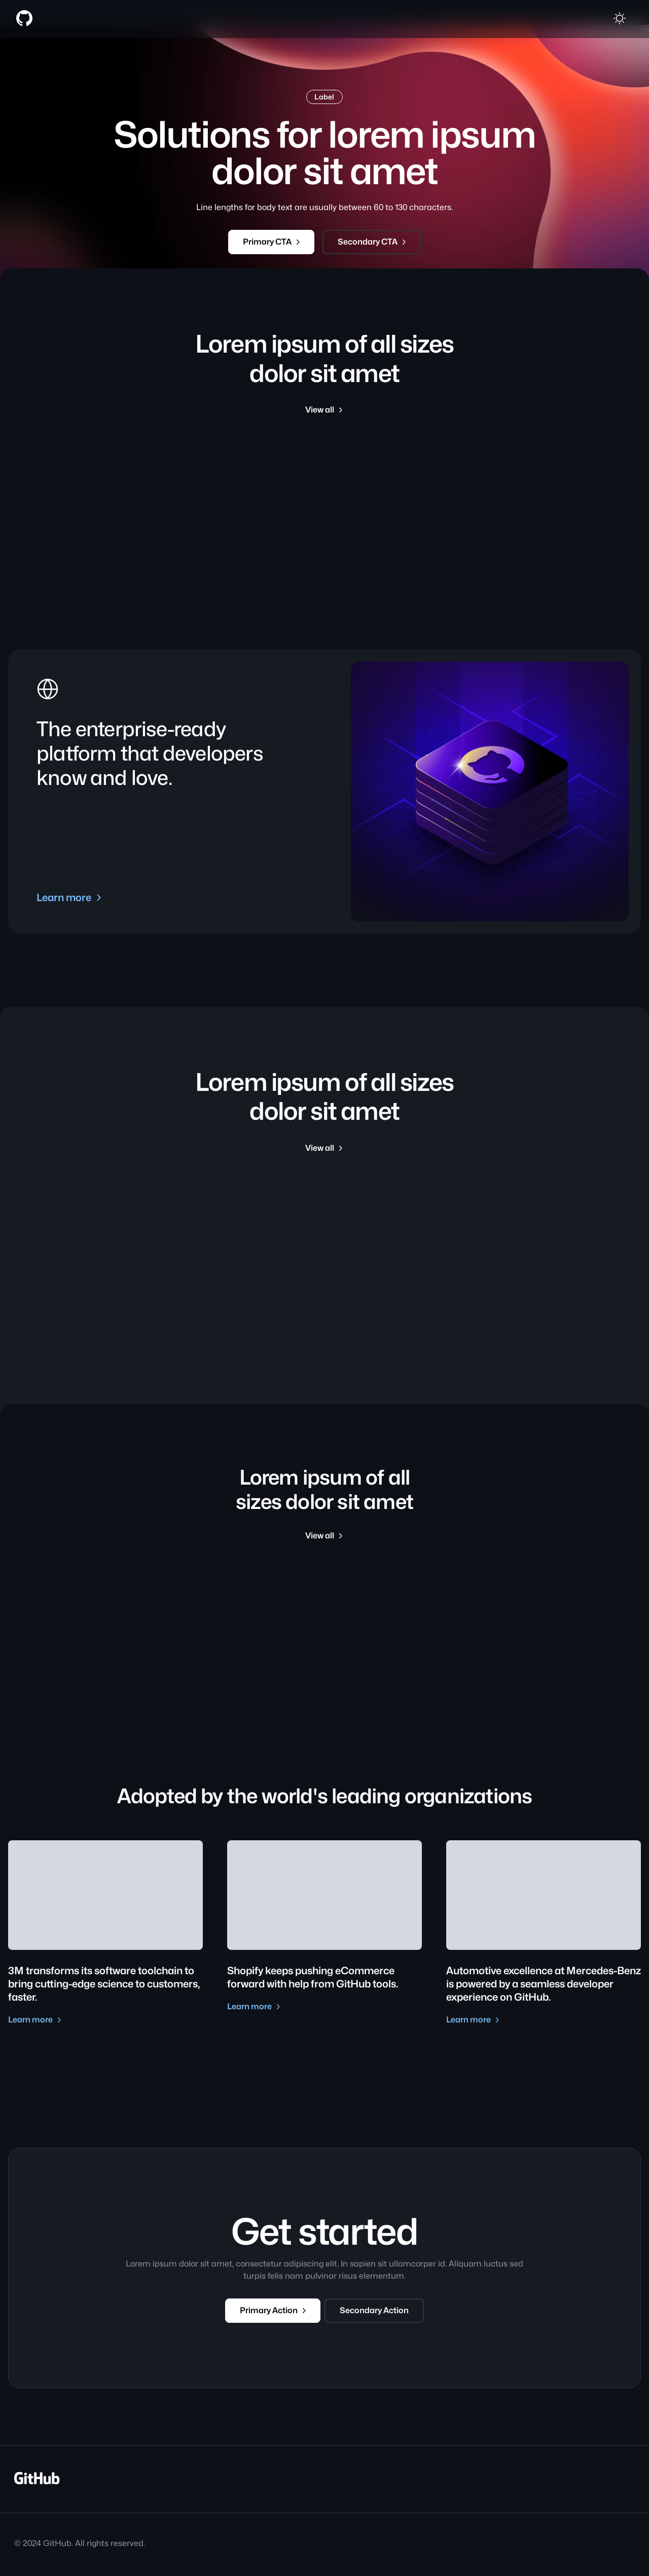 Label
Solutions for lorem ipsum
dolor sit amet
Line lengths for body text are usually between 60 to 130 characters.
Primary CTA
Secondary CTA
Lorem ipsum of all sizes
dolor sit amet
View all
The enterprise-ready
platform that developers
know and love.
Learn more
Lorem ipsum of all sizes
dolor sit amet
View all
Lorem ipsum of all
sizes dolor sit amet
View all
Adopted by the world's leading organizations
3M transforms its software toolchain to
bring cutting-edge science to customers,
faster.
Learn more
Shopify keeps pushing eCommerce
forward with help from GitHub tools.
Learn more
Automotive excellence at Mercedes-Benz
is powered by a seamless developer
experience on GitHub.
Learn more
Get started
Lorem ipsum dolor sit amet, consectetur adipiscing elit. In sapien sit ullamcorper id. Aliquam luctus sed
turpis felis nam pulvinar risus elementum.
Primary Action
Secondary Action
GitHub
© 2024 GitHub. All rights reserved.